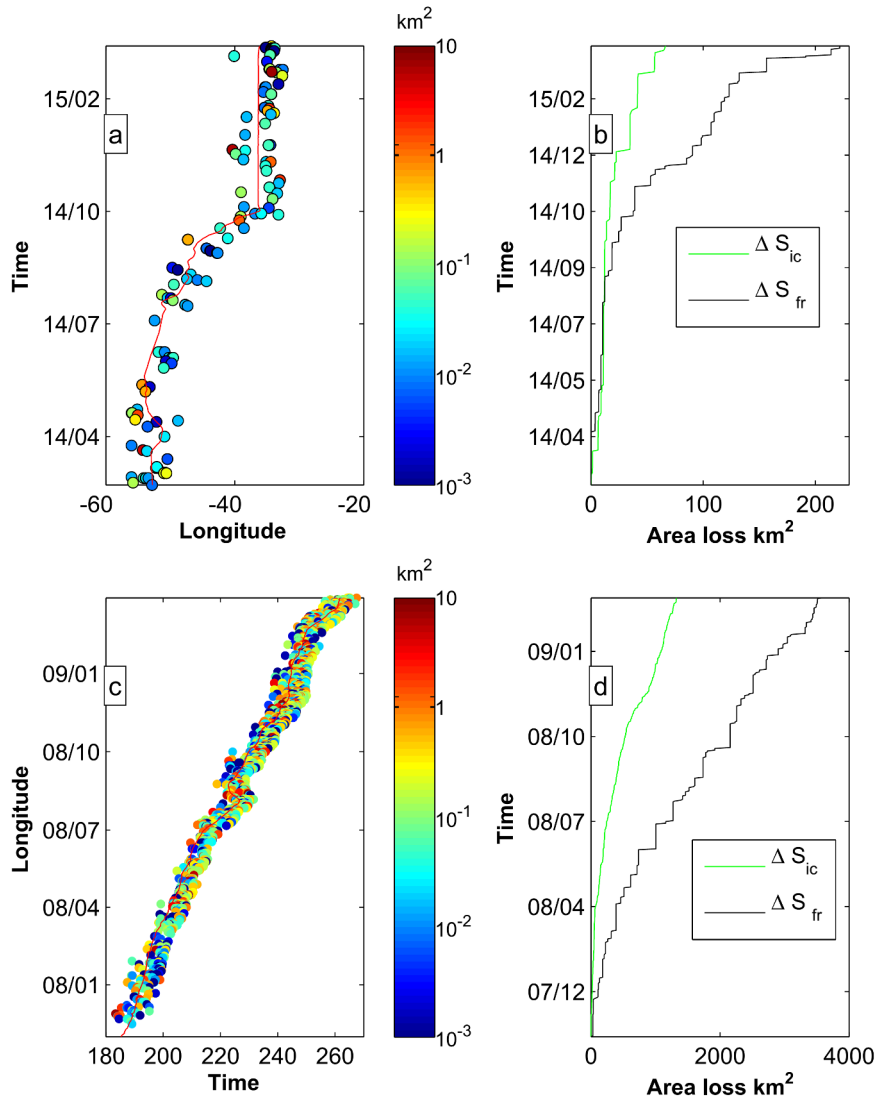 km2
10
1
10-1
10-2
10-3
15/02
14/12
14/10
14/09
14/07
14/05
14/04
0
100
200
Area loss km2
Time
b
Δ Sic
Δ Sfr
15/02
14/10
14/07
14/04
-60
-40
-20
Longitude
Time
a
km2
10
1
10-1
10-2
10-3
09/01
08/10
08/07
08/04
08/01
180
200
220
240
260
Time
Longitude
c
09/01
08/10
08/07
08/04
07/12
0
2000
4000
Area loss km2
Time
d
Δ Sic
Δ Sfr